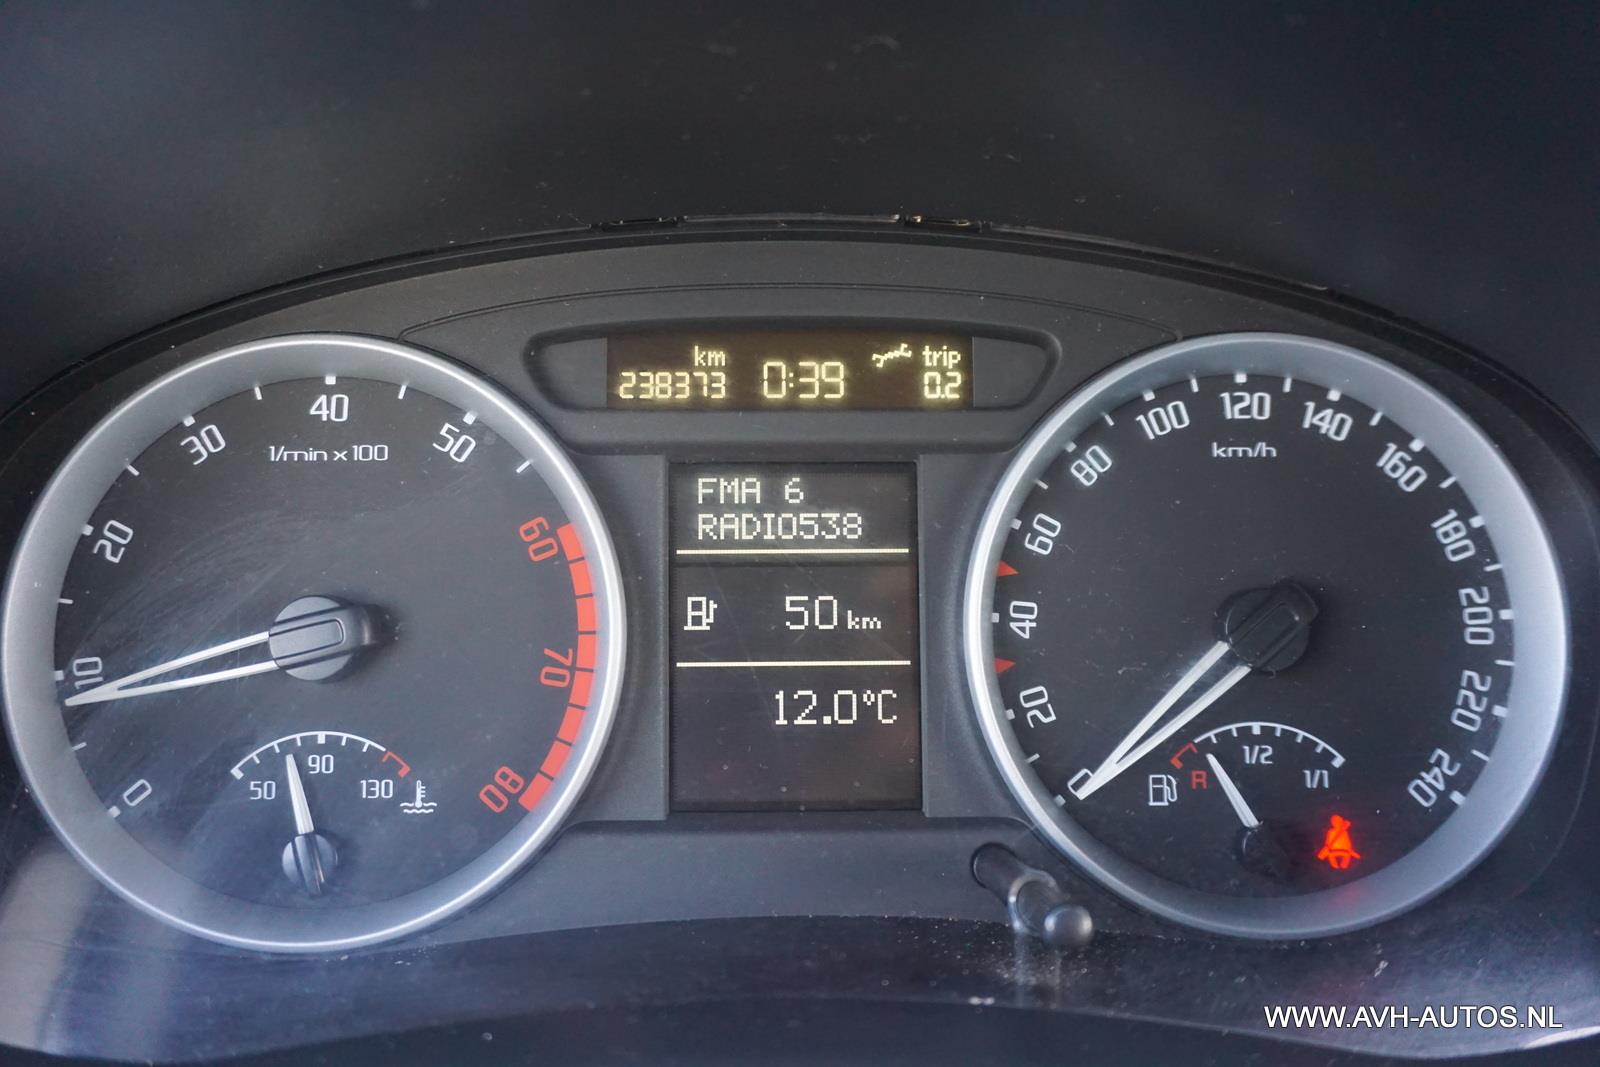 km
238373 0:39
trip
0.2
FMA 6
RADIO538
50 km
12.0°C
0 10 20 30 40 50 60 70 80
1/min x 100
50 90 130
0 20 40 60 80 100 120 140 160 180 200 220 240
km/h
R 1/2 1/1
WWW.AVH-AUTOS.NL